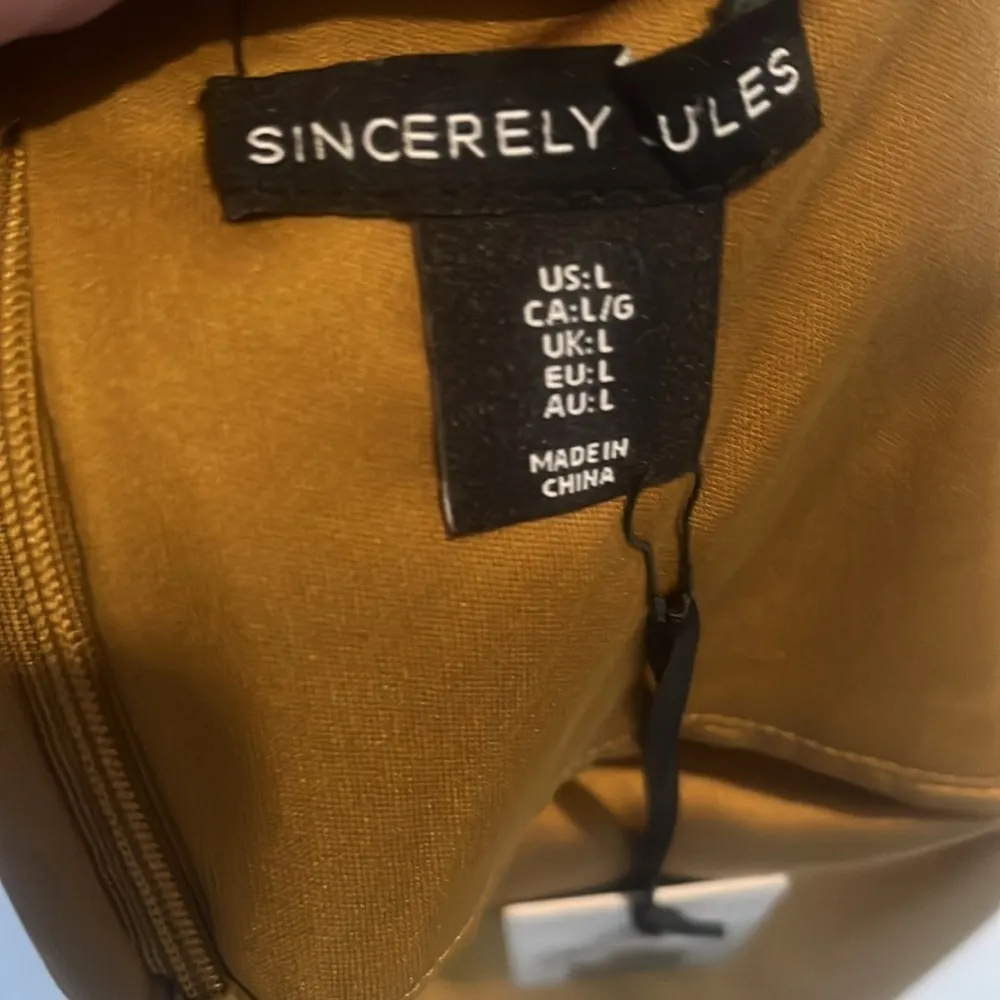 SINCERELY JULES
US:L
CA:L/G
UK:L
EU:L
AU:L
MADE IN
CHINA